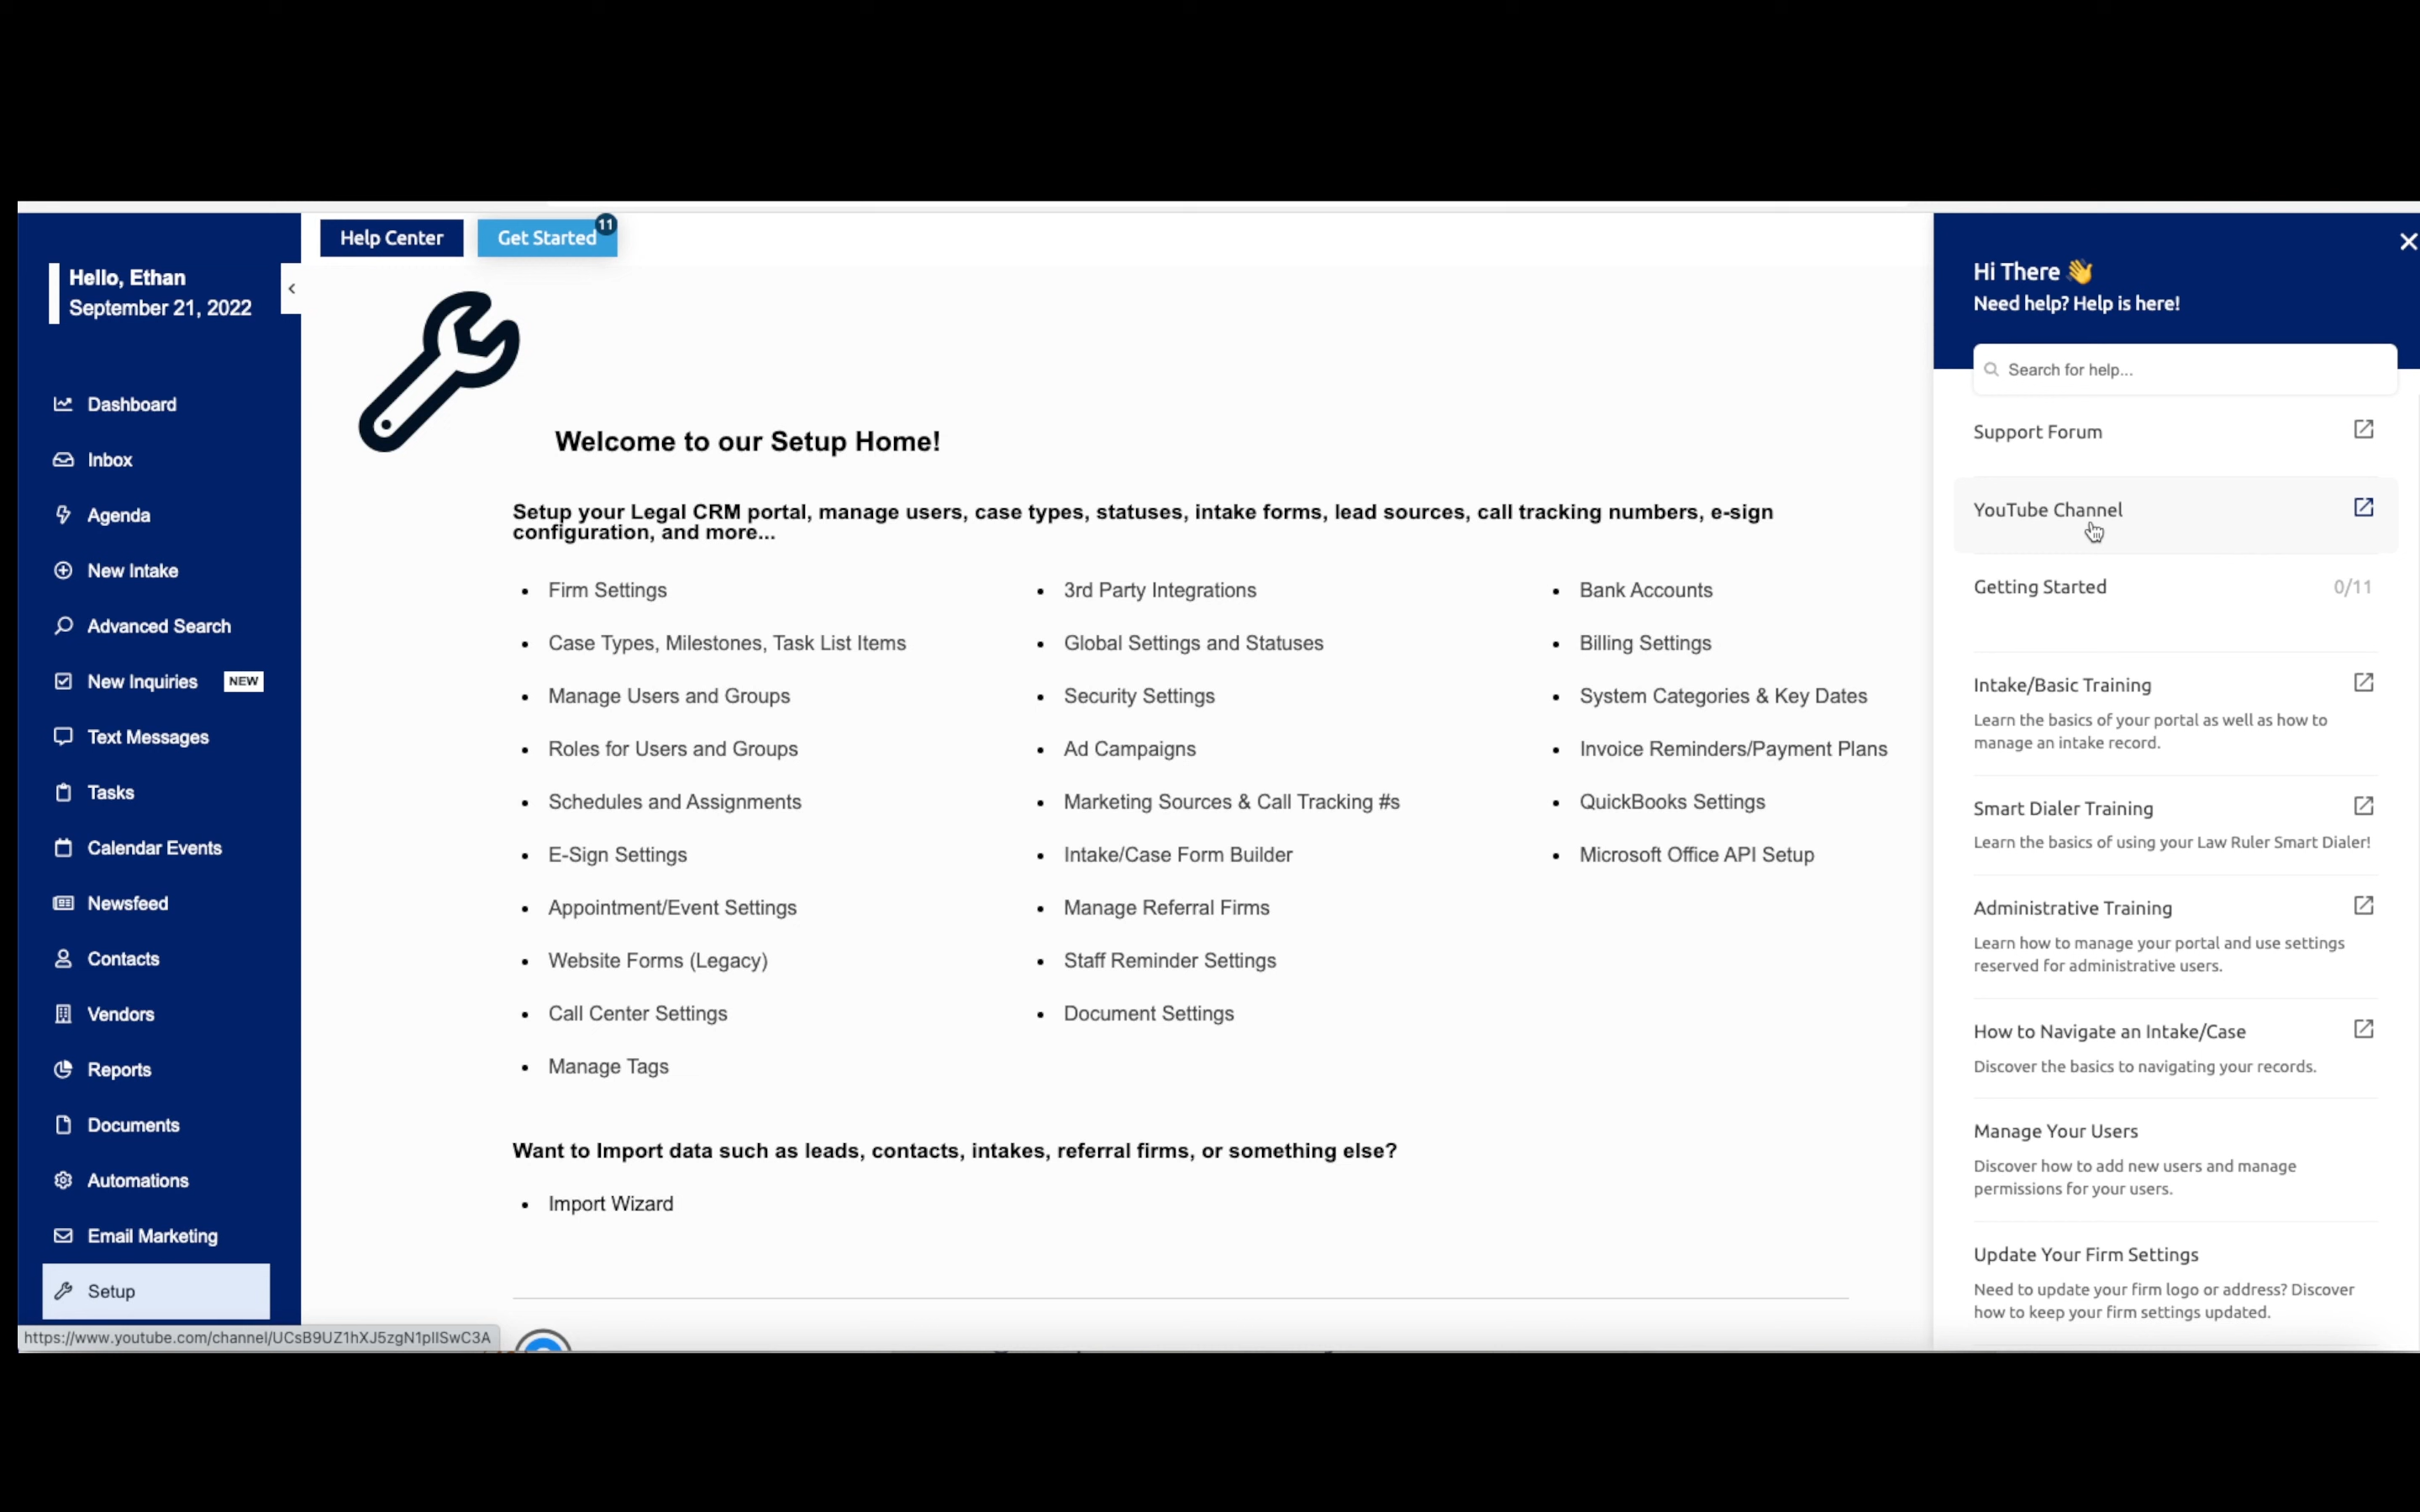 Help Center
Get Started
11
Hello, Ethan
September 21, 2022
Dashboard
Inbox
Agenda
New Intake
Advanced Search
New Inquiries NEW
Text Messages
Tasks
Calendar Events
Newsfeed
Contacts
Vendors
Reports
Documents
Automations
Email Marketing
Setup
Welcome to our Setup Home!
Setup your Legal CRM portal, manage users, case types, statuses, intake forms, lead sources, call tracking numbers, e-sign
configuration, and more...
Firm Settings
Case Types, Milestones, Task List Items
Manage Users and Groups
Roles for Users and Groups
Schedules and Assignments
E-Sign Settings
Appointment/Event Settings
Website Forms (Legacy)
Call Center Settings
Manage Tags
3rd Party Integrations
Global Settings and Statuses
Security Settings
Ad Campaigns
Marketing Sources & Call Tracking #s
Intake/Case Form Builder
Manage Referral Firms
Staff Reminder Settings
Document Settings
Bank Accounts
Billing Settings
System Categories & Key Dates
Invoice Reminders/Payment Plans
QuickBooks Settings
Microsoft Office API Setup
Want to Import data such as leads, contacts, intakes, referral firms, or something else?
Import Wizard
Hi There 👋
Need help? Help is here!
Search for help...
Support Forum
YouTube Channel
Getting Started 0/11
Intake/Basic Training
Learn the basics of your portal as well as how to
manage an intake record.
Smart Dialer Training
Learn the basics of using your Law Ruler Smart Dialer!
Administrative Training
Learn how to manage your portal and use settings
reserved for administrative users.
How to Navigate an Intake/Case
Discover the basics to navigating your records.
Manage Your Users
Discover how to add new users and manage
permissions for your users.
Update Your Firm Settings
Need to update your firm logo or address? Discover
how to keep your firm settings updated.
https://www.youtube.com/channel/UCsB9UZ1hXJ5zgN1pIlSwC3A